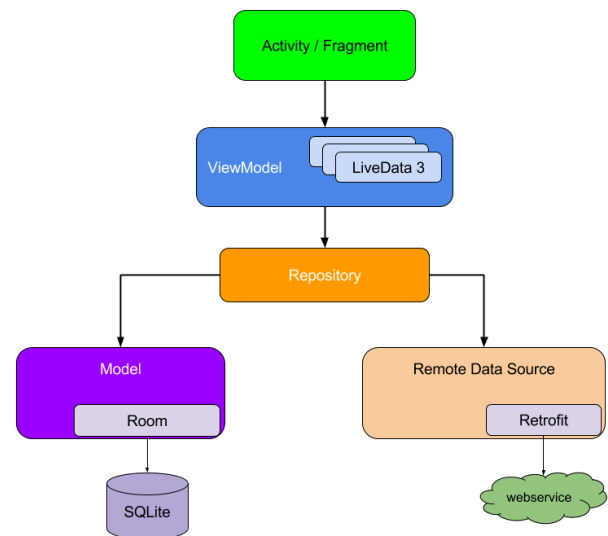 Activity / Fragment
ViewModel
LiveData 3
Repository
Model
Remote Data Source
Room
Retrofit
SQLite
webservice